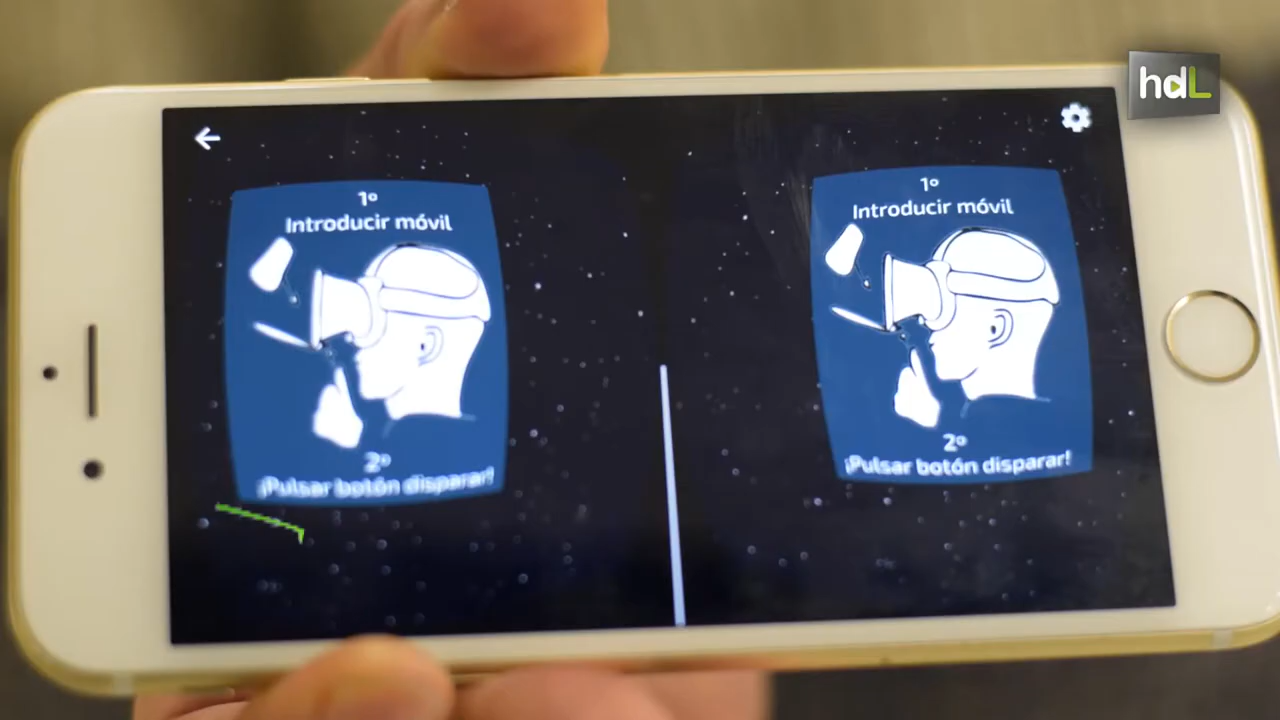 hdL
1º
Introducir móvil
2º
¡Pulsar botón disparar!
1º
Introducir móvil
2º
¡Pulsar botón disparar!